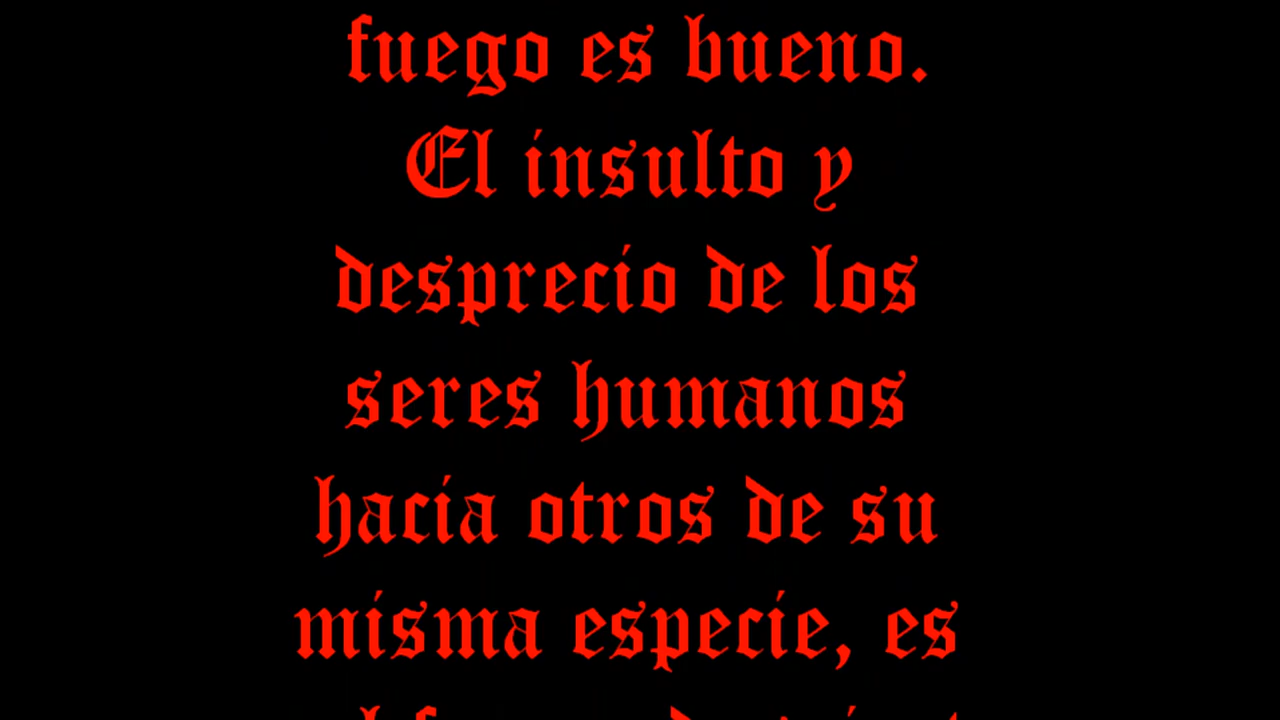 fuego es bueno.
El insulto y
desprecio de los
seres humanos
hacia otros de su
misma especie, es